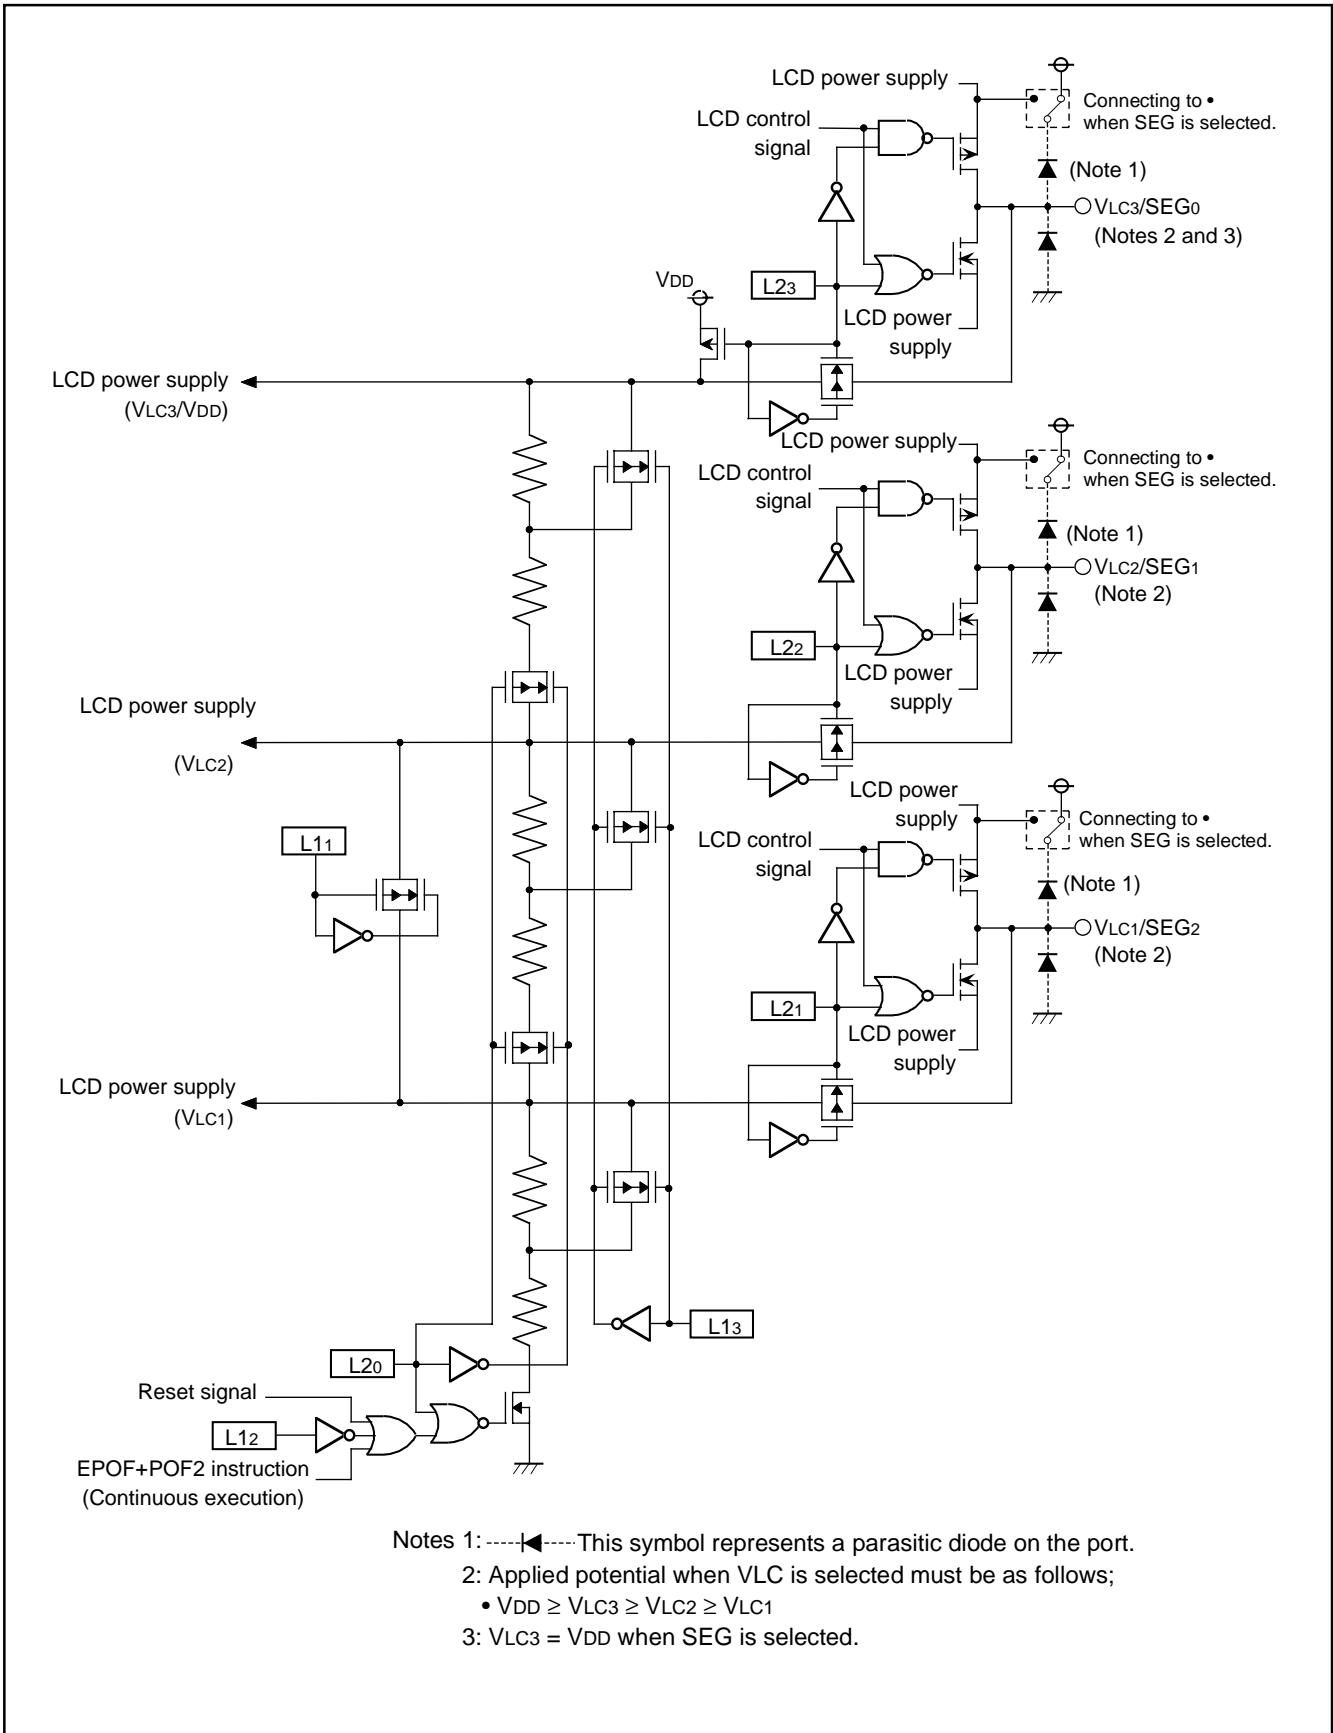 LCD power supply
Connecting to •
when SEG is selected.
LCD control
signal
(Note 1)
VLC3/SEG0
(Notes 2 and 3)
L23
VDD
LCD power
supply
LCD power supply
(VLC3/VDD)
LCD power supply
Connecting to •
when SEG is selected.
LCD control
signal
(Note 1)
VLC2/SEG1
(Note 2)
L22
LCD power
supply
LCD power supply
(VLC2)
LCD power
supply
Connecting to •
when SEG is selected.
L11
LCD control
signal
(Note 1)
VLC1/SEG2
(Note 2)
L21
LCD power
supply
LCD power supply
(VLC1)
L13
L20
Reset signal
L12
EPOF+POF2 instruction
(Continuous execution)
Notes 1: This symbol represents a parasitic diode on the port.
2: Applied potential when VLC is selected must be as follows;
• VDD ≥ VLC3 ≥ VLC2 ≥ VLC1
3: VLC3 = VDD when SEG is selected.